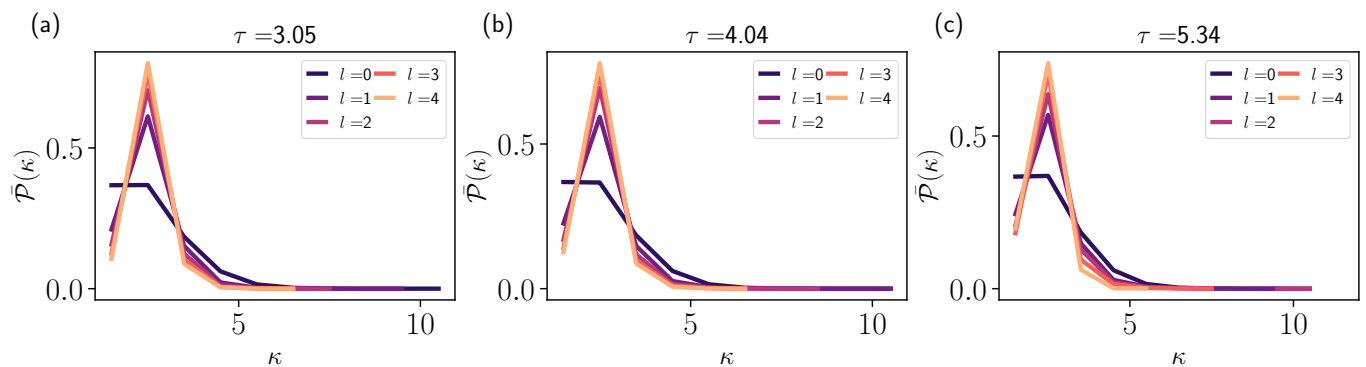 (a)
τ =3.05
l =0
l =1
l =2
l =3
l =4
0.5
0.0
P̄(κ)
5
10
κ
(b)
τ =4.04
l =0
l =1
l =2
l =3
l =4
0.5
0.0
P̄(κ)
5
10
κ
(c)
τ =5.34
l =0
l =1
l =2
l =3
l =4
0.5
0.0
P̄(κ)
5
10
κ